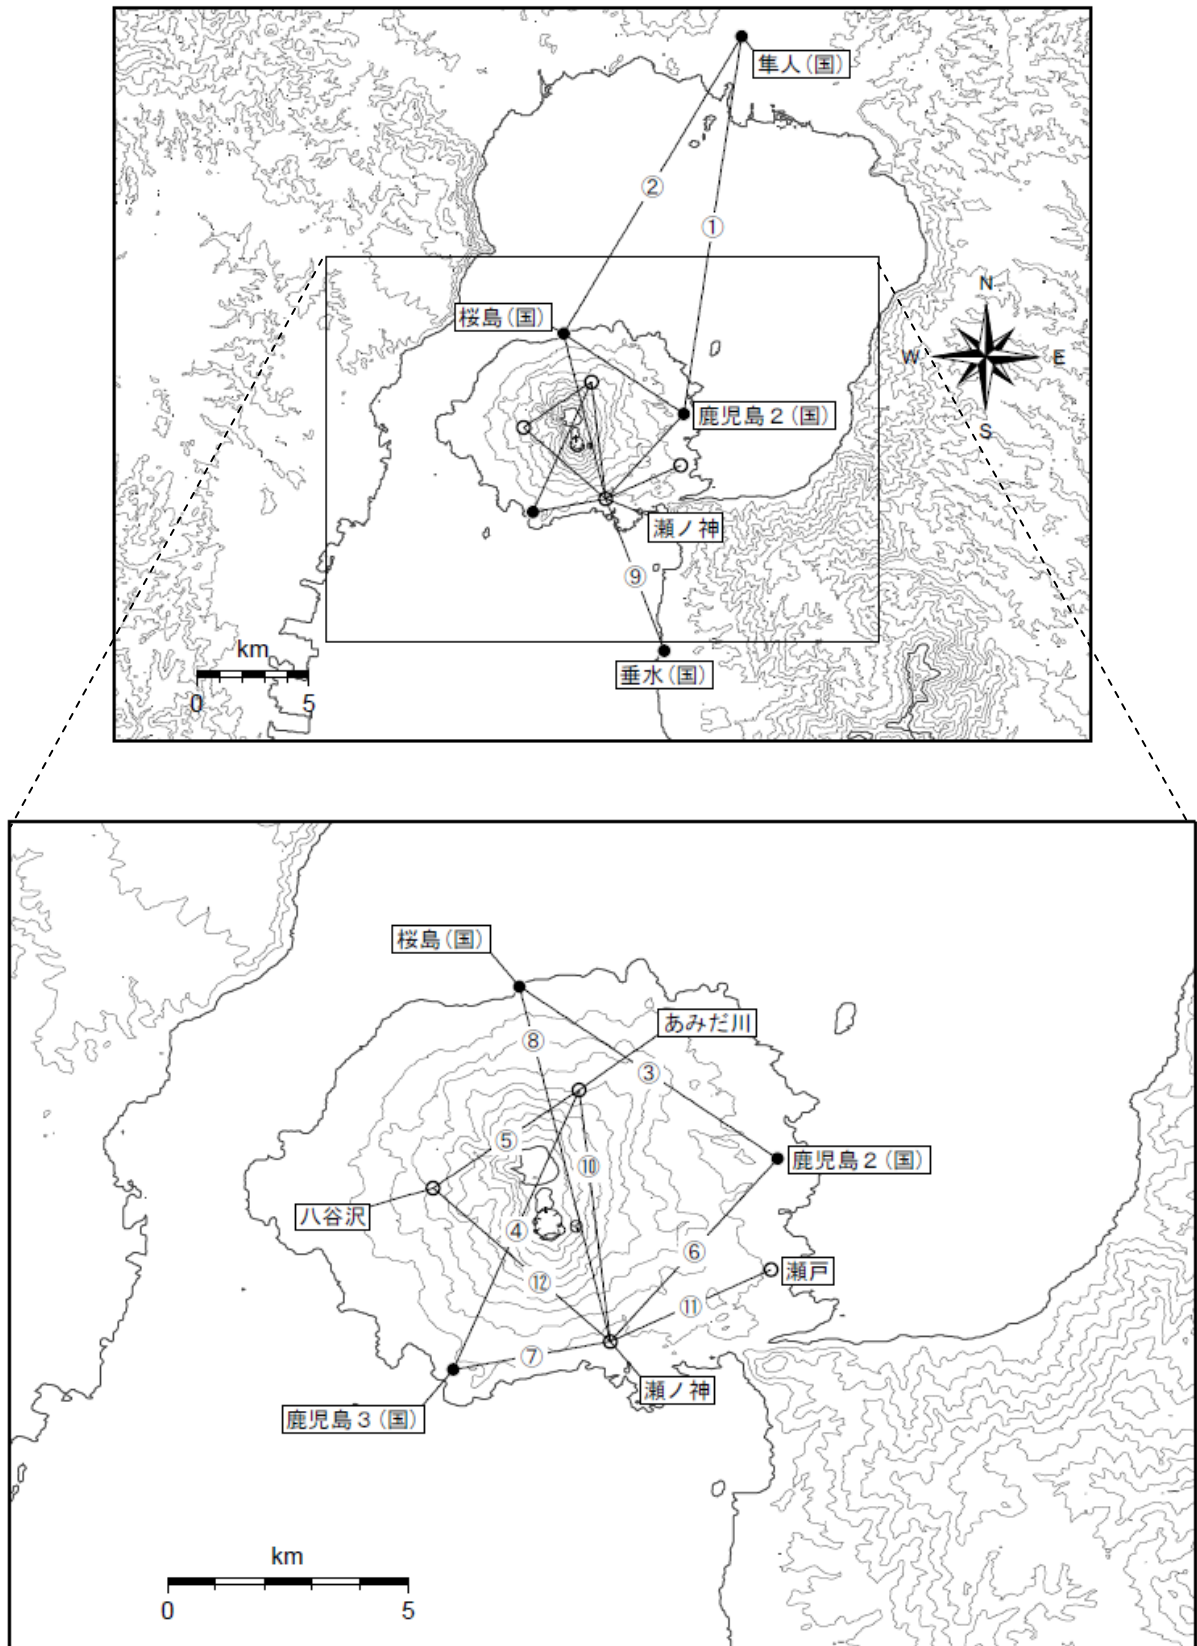 隼人（国）
②
①
N
桜島（国）
W
E
鹿児島２（国）
S
瀬ノ神
⑨
km
垂水（国）
0
5
桜島（国）
あみだ川
⑧
③
⑤
⑩
鹿児島２（国）
八谷沢
④
⑥
瀬戸
⑫
⑪
⑦
瀬ノ神
鹿児島３（国）
km
0
5